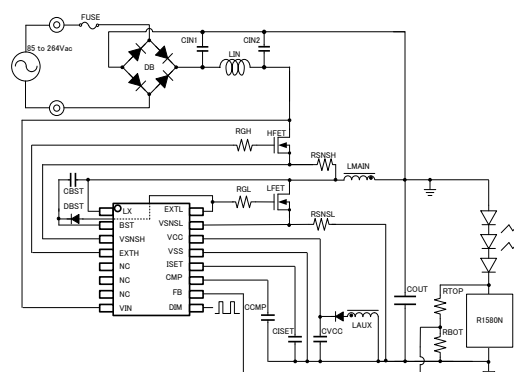 FUSE
85 to 264Vac
DB
CIN1
LIN
CIN2
RGH
HFET
RSNSH
LMAIN
CBST
DBST
RGL
LFET
RSNSL
LX
BST
VSNSH
EXTH
NC
NC
NC
VIN
EXTL
VSNSL
VCC
VSS
ISET
CMP
FB
DIM
CCMP
CISET
CVCC
LAUX
COUT
RTOP
RBOT
R1580N